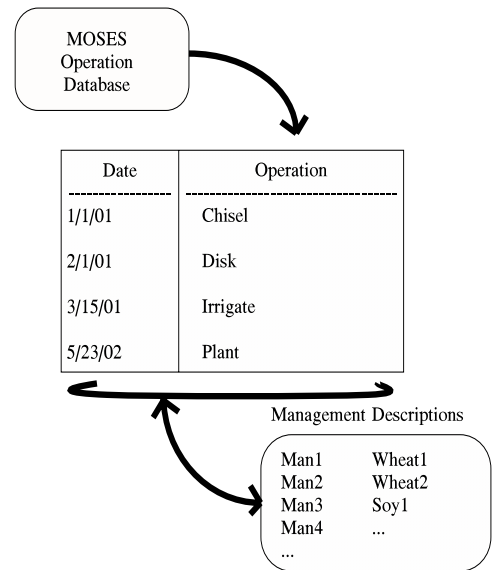 MOSES
Operation
Database
Date Operation
1/1/01 Chisel
2/1/01 Disk
3/15/01 Irrigate
5/23/02 Plant
Management Descriptions
Man1 Wheat1
Man2 Wheat2
Man3 Soy1
Man4 ...
...